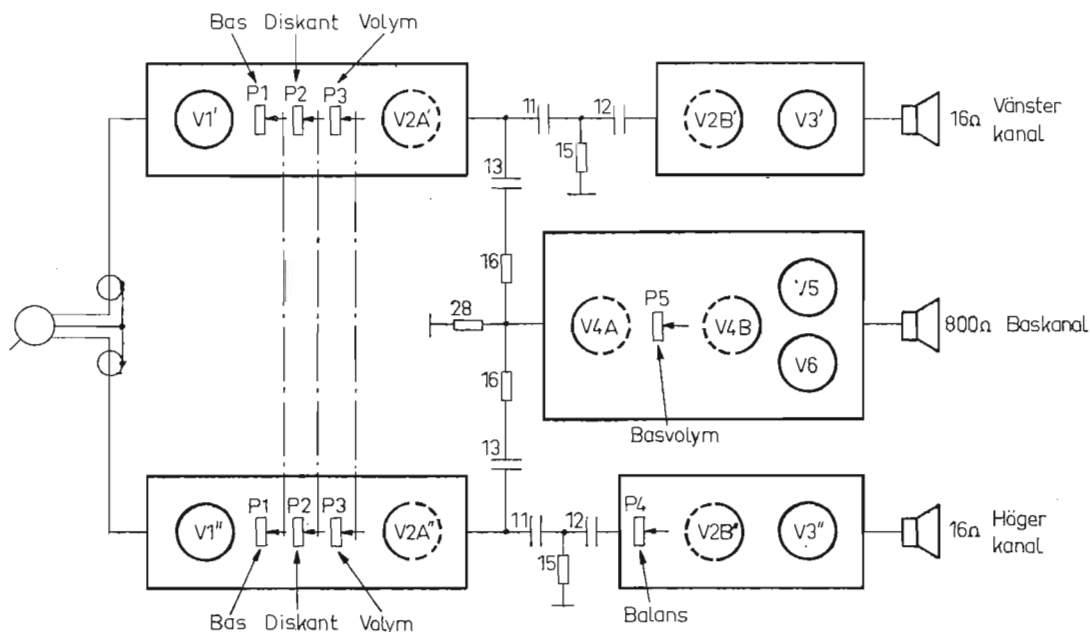 Bas Diskant Volym
V1' P1 P2 P3 V2A'
11 12
15
13
V2B' V3'
16Ω Vänster
kanal
16
28
V4A P5 V4B
V5
V6
800Ω Baskanal
Basvolym
16
13
V1" P1 P2 P3 V2A"
11 12
15
P4
V2B" V3"
16Ω Höger
kanal
Bas Diskant Volym
Balans